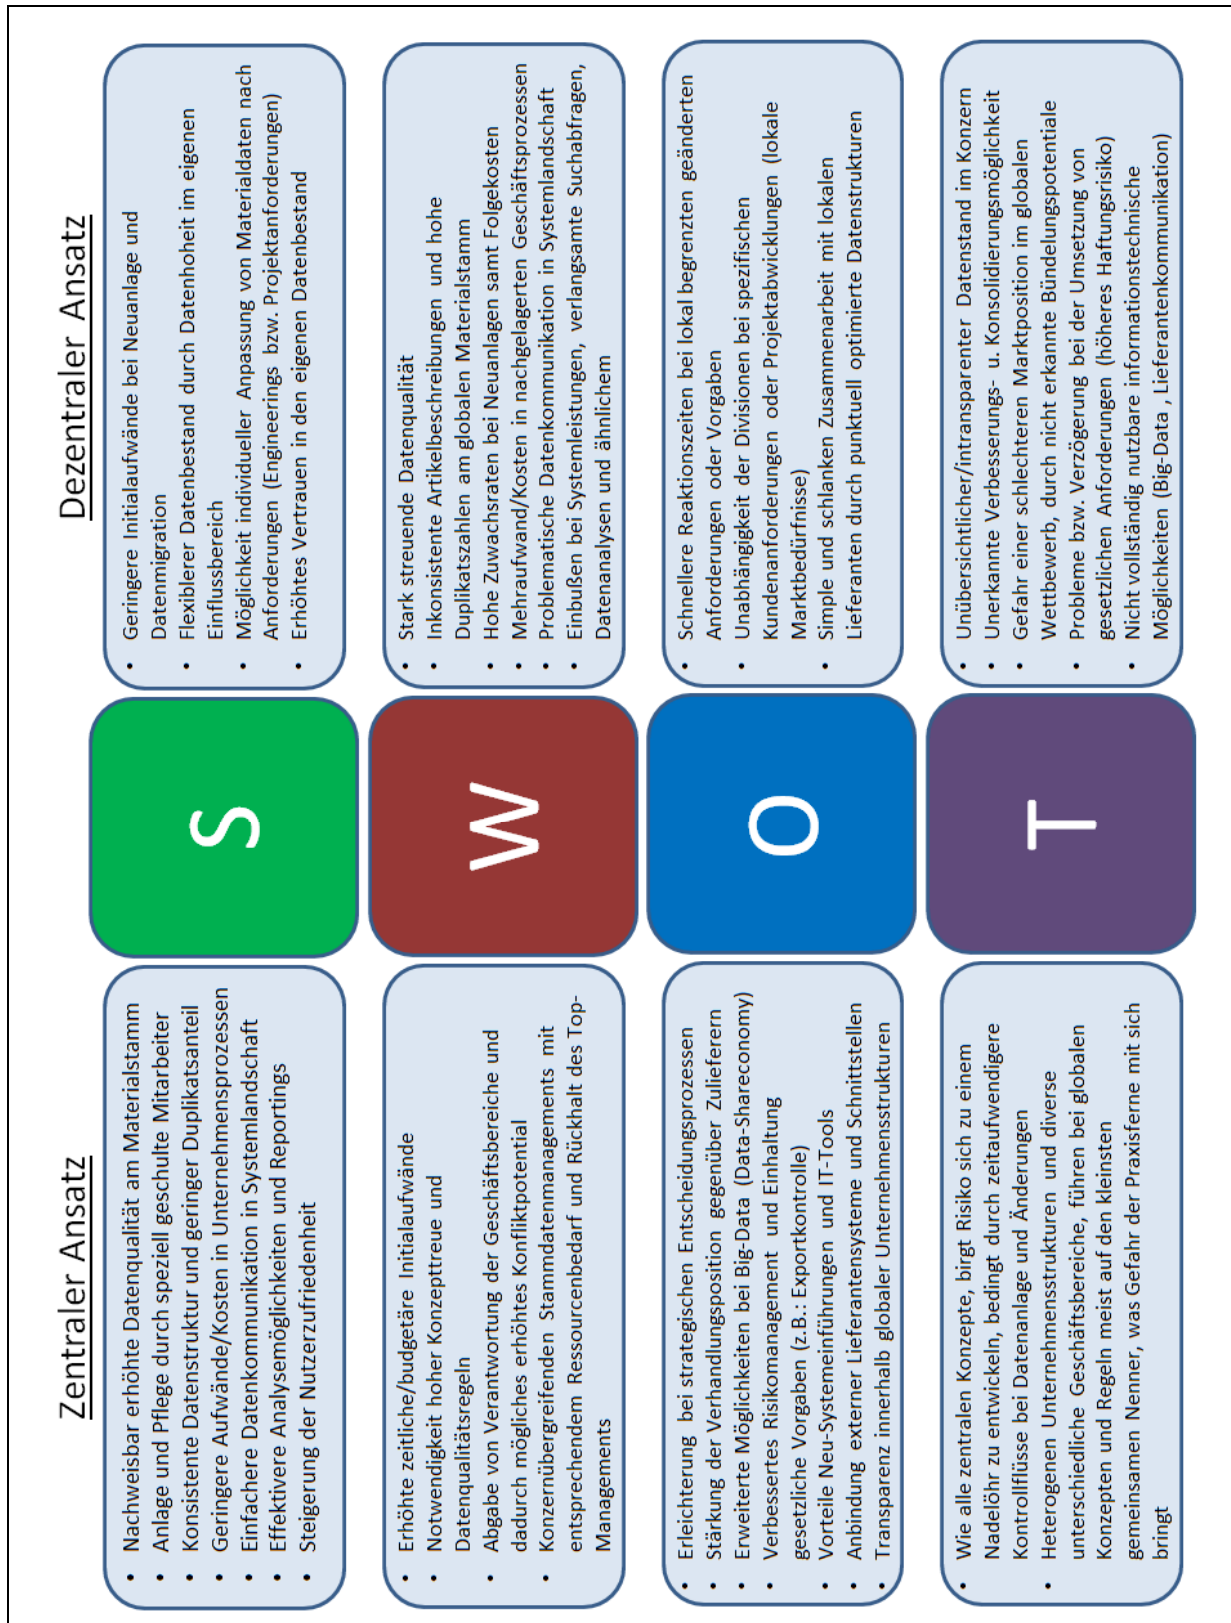 Zentraler Ansatz
Dezentraler Ansatz
• Nachweisbar erhöhte Datenqualität am Materialstamm
• Anlage und Pflege durch speziell geschulte Mitarbeiter
• Konsistente Datenstruktur und geringer Duplikatsanteil
• Geringere Aufwände/Kosten in Unternehmensprozessen
• Einfachere Datenkommunikation in Systemlandschaft
• Effektivere Analysemöglichkeiten und Reportings
• Steigerung der Nutzerzufriedenheit
S
• Geringere Initialaufwände bei Neuanlage und
Datenmigration
• Flexiblerer Datenbestand durch Datenhoheit im eigenen
Einflussbereich
• Möglichkeit individueller Anpassung von Materialdaten nach
Anforderungen (Engineerings bzw. Projektanforderungen)
• Erhöhtes Vertrauen in den eigenen Datenbestand
• Erhöhte zeitliche/budgetäre Initialaufwände
• Notwendigkeit hoher Konzepttreue und
Datenqualitätsregeln
• Abgabe von Verantwortung der Geschäftsbereiche und
dadurch mögliches erhöhtes Konfliktpotential
• Konzernübergreifenden Stammdatenmanagements mit
entsprechendem Ressourcenbedarf und Rückhalt des Top-
Managements
W
• Stark streuende Datenqualität
• Inkonsistente Artikelbeschreibungen und hohe
Duplikatszahlen am globalen Materialstamm
• Hohe Zuwachsraten bei Neuanlagen samt Folgekosten
• Mehraufwand/Kosten in nachgelagerten Geschäftsprozessen
• Problematische Datenkommunikation in Systemlandschaft
• Einbußen bei Systemleistungen, verlangsamte Suchabfragen,
Datenanalysen und ähnlichem
• Erleichterung bei strategischen Entscheidungsprozessen
• Stärkung der Verhandlungsposition gegenüber Zulieferern
• Erweiterte Möglichkeiten bei Big-Data (Data-Shareconomy)
• Verbessertes Risikomanagement und Einhaltung
gesetzliche Vorgaben (z.B.: Exportkontrolle)
• Vorteile Neu-Systemeinführungen und IT-Tools
• Anbindung externer Lieferantensysteme und Schnittstellen
• Transparenz innerhalb globaler Unternehmensstrukturen
O
• Schnellere Reaktionszeiten bei lokal begrenzten geänderten
Anforderungen oder Vorgaben
• Unabhängigkeit der Divisionen bei spezifischen
Kundenanforderungen oder Projektabwicklungen (lokale
Marktbedürfnisse)
• Simple und schlanken Zusammenarbeit mit lokalen
Lieferanten durch punktuell optimierte Datenstrukturen
• Wie alle zentralen Konzepte, birgt Risiko sich zu einem
Nadelöhr zu entwickeln, bedingt durch zeitaufwendigere
Kontrollflüsse bei Datenanlage und Änderungen
• Heterogenen Unternehmensstrukturen und diverse
unterschiedliche Geschäftsbereiche, führen bei globalen
Konzepten und Regeln meist auf den kleinsten
gemeinsamen Nenner, was Gefahr der Praxisferne mit sich
bringt
T
• Unübersichtlicher/intransparenter Datenstand im Konzern
• Unerkannte Verbesserungs- u. Konsolidierungsmöglichkeit
• Gefahr einer schlechteren Marktposition im globalen
Wettbewerb, durch nicht erkannte Bündelungspotentiale
• Probleme bzw. Verzögerung bei der Umsetzung von
gesetzlichen Anforderungen (höheres Haftungsrisiko)
• Nicht vollständig nutzbare informationstechnische
Möglichkeiten (Big-Data , Lieferantenkommunikation)